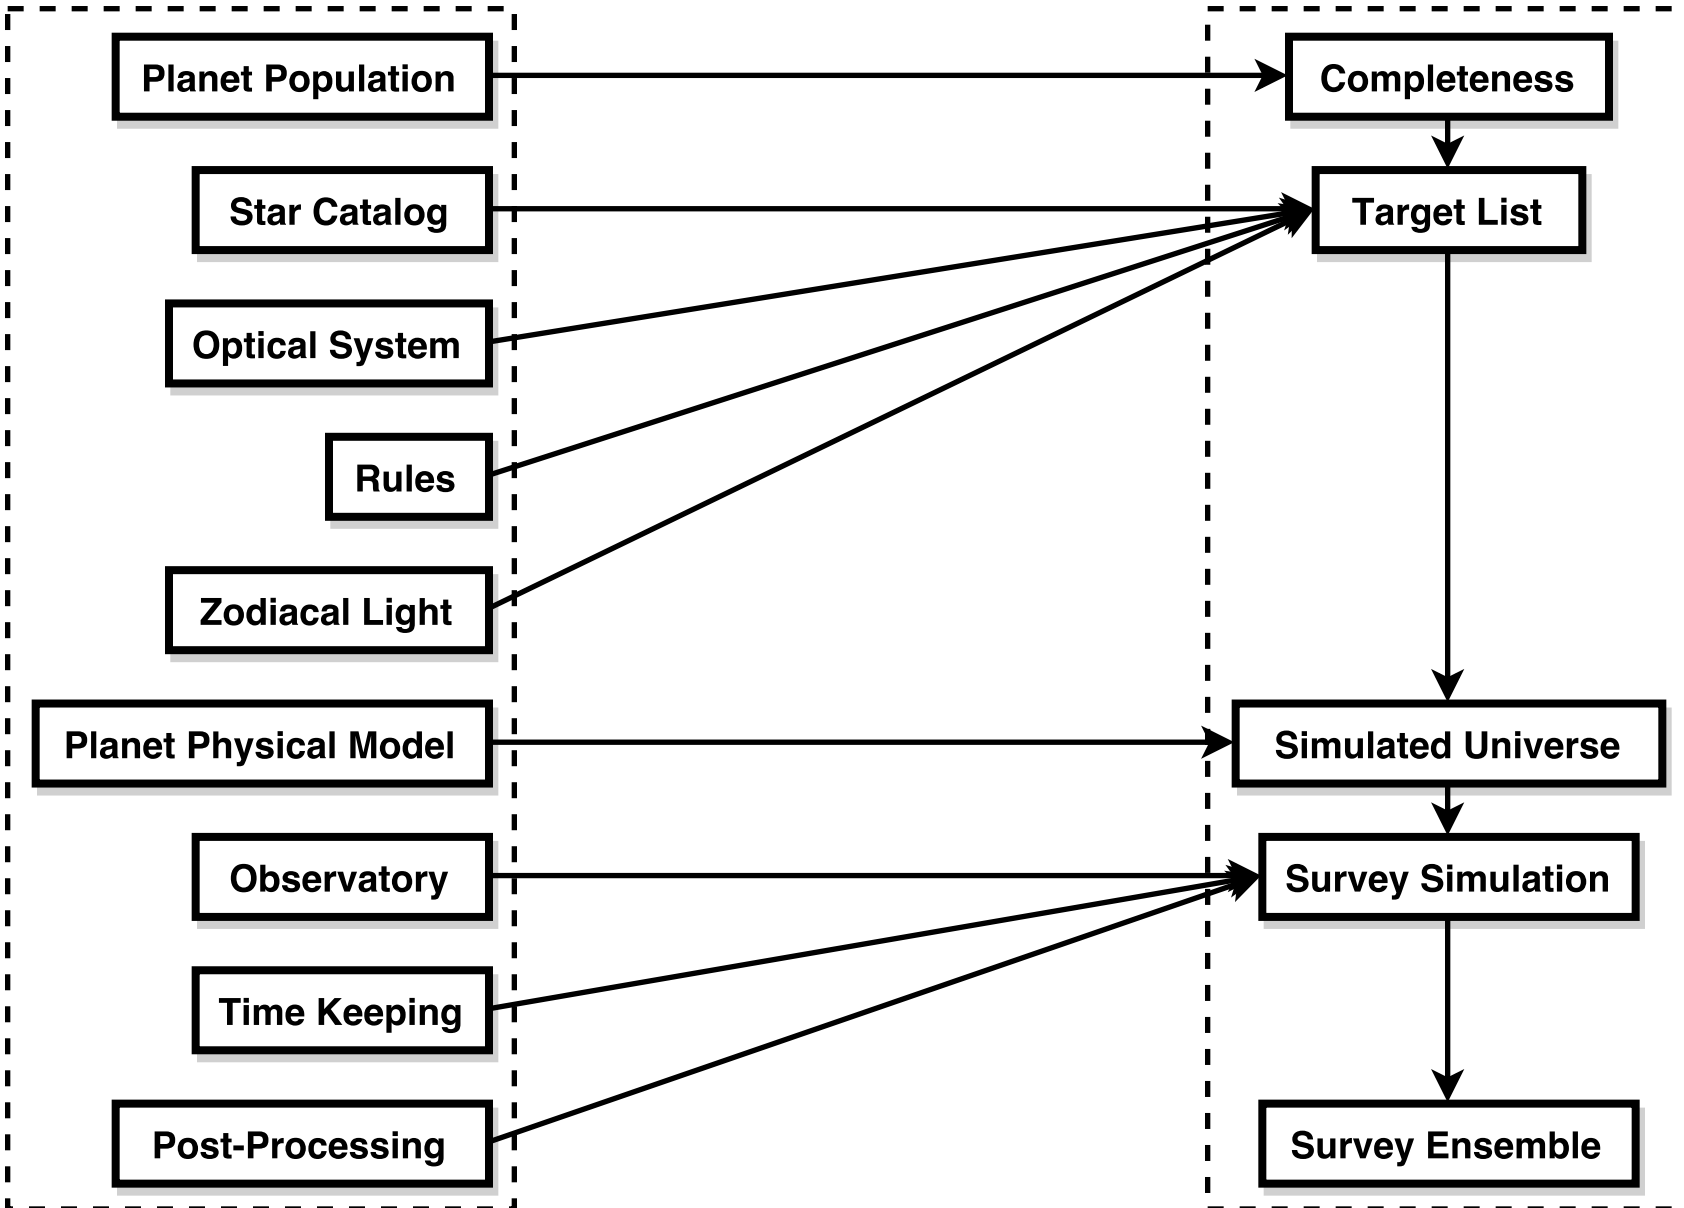 Planet Population
Completeness
Star Catalog
Target List
Optical System
Rules
Zodiacal Light
Planet Physical Model
Simulated Universe
Observatory
Survey Simulation
Time Keeping
Post-Processing
Survey Ensemble